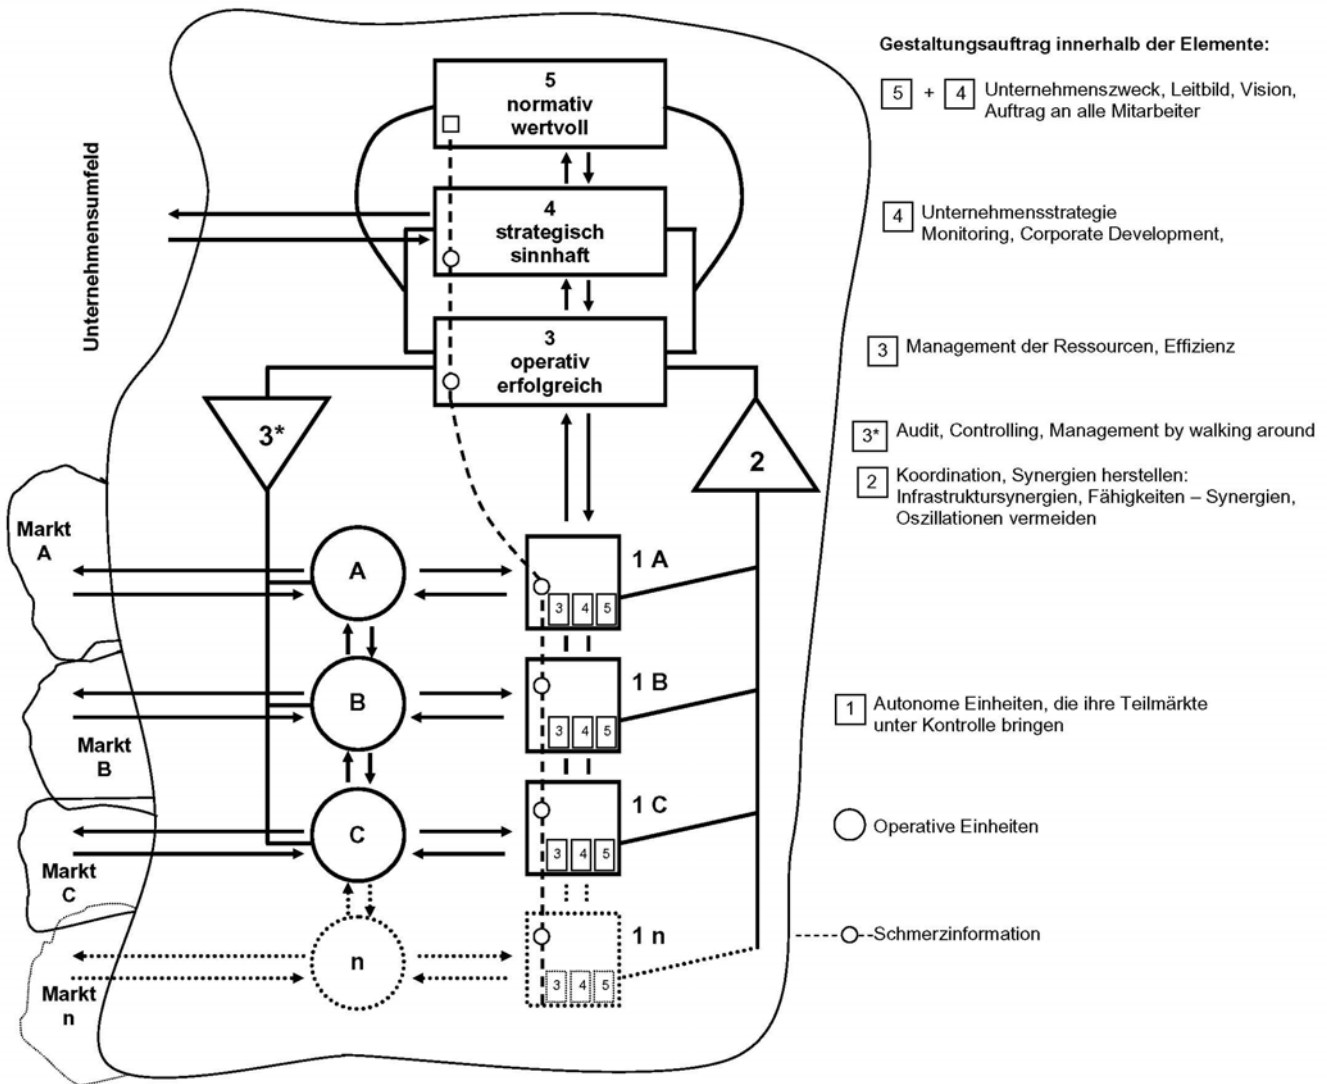 Gestaltungsauftrag innerhalb der Elemente:
5 + 4 Unternehmenszweck, Leitbild, Vision,
Auftrag an alle Mitarbeiter
4 Unternehmensstrategie
Monitoring, Corporate Development,
3 Management der Ressourcen, Effizienz
3* Audit, Controlling, Management by walking around
2 Koordination, Synergien herstellen:
Infrastruktursynergien, Fähigkeiten – Synergien,
Oszillationen vermeiden
1 Autonome Einheiten, die ihre Teilmärkte
unter Kontrolle bringen
Operative Einheiten
Schmerzinformation
Unternehmensumfeld
5
normativ
wertvoll
4
strategisch
sinnhaft
3
operativ
erfolgreich
3*
2
Markt
A
A
1 A
3 4 5
Markt
B
B
1 B
3 4 5
Markt
C
C
1 C
3 4 5
Markt
n
n
1 n
3 4 5